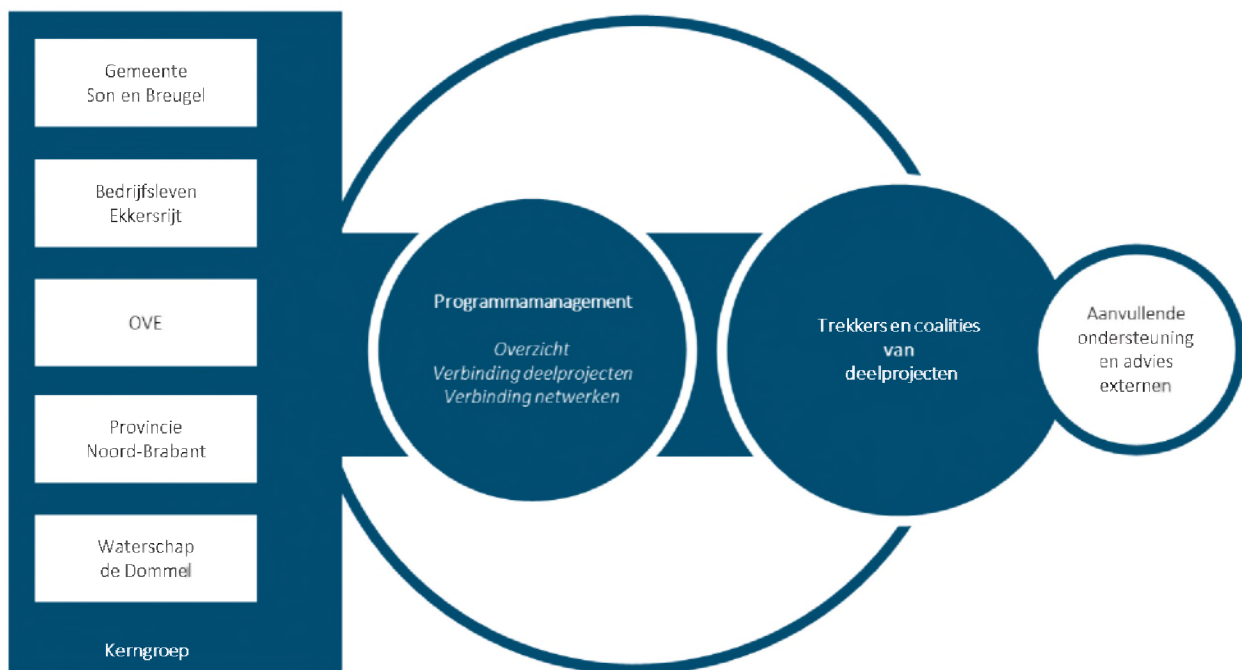 Gemeente
Son en Breugel
Bedrijfsleven
Ekkersrijt
OVE
Provincie
Noord-Brabant
Waterschap
de Dommel
Kerngroep
Programmamanagement
Overzicht
Verbinding deelprojecten
Verbinding netwerken
Trekkers en coalities
van
deelprojecten
Aanvullende
ondersteuning
en advies
externen